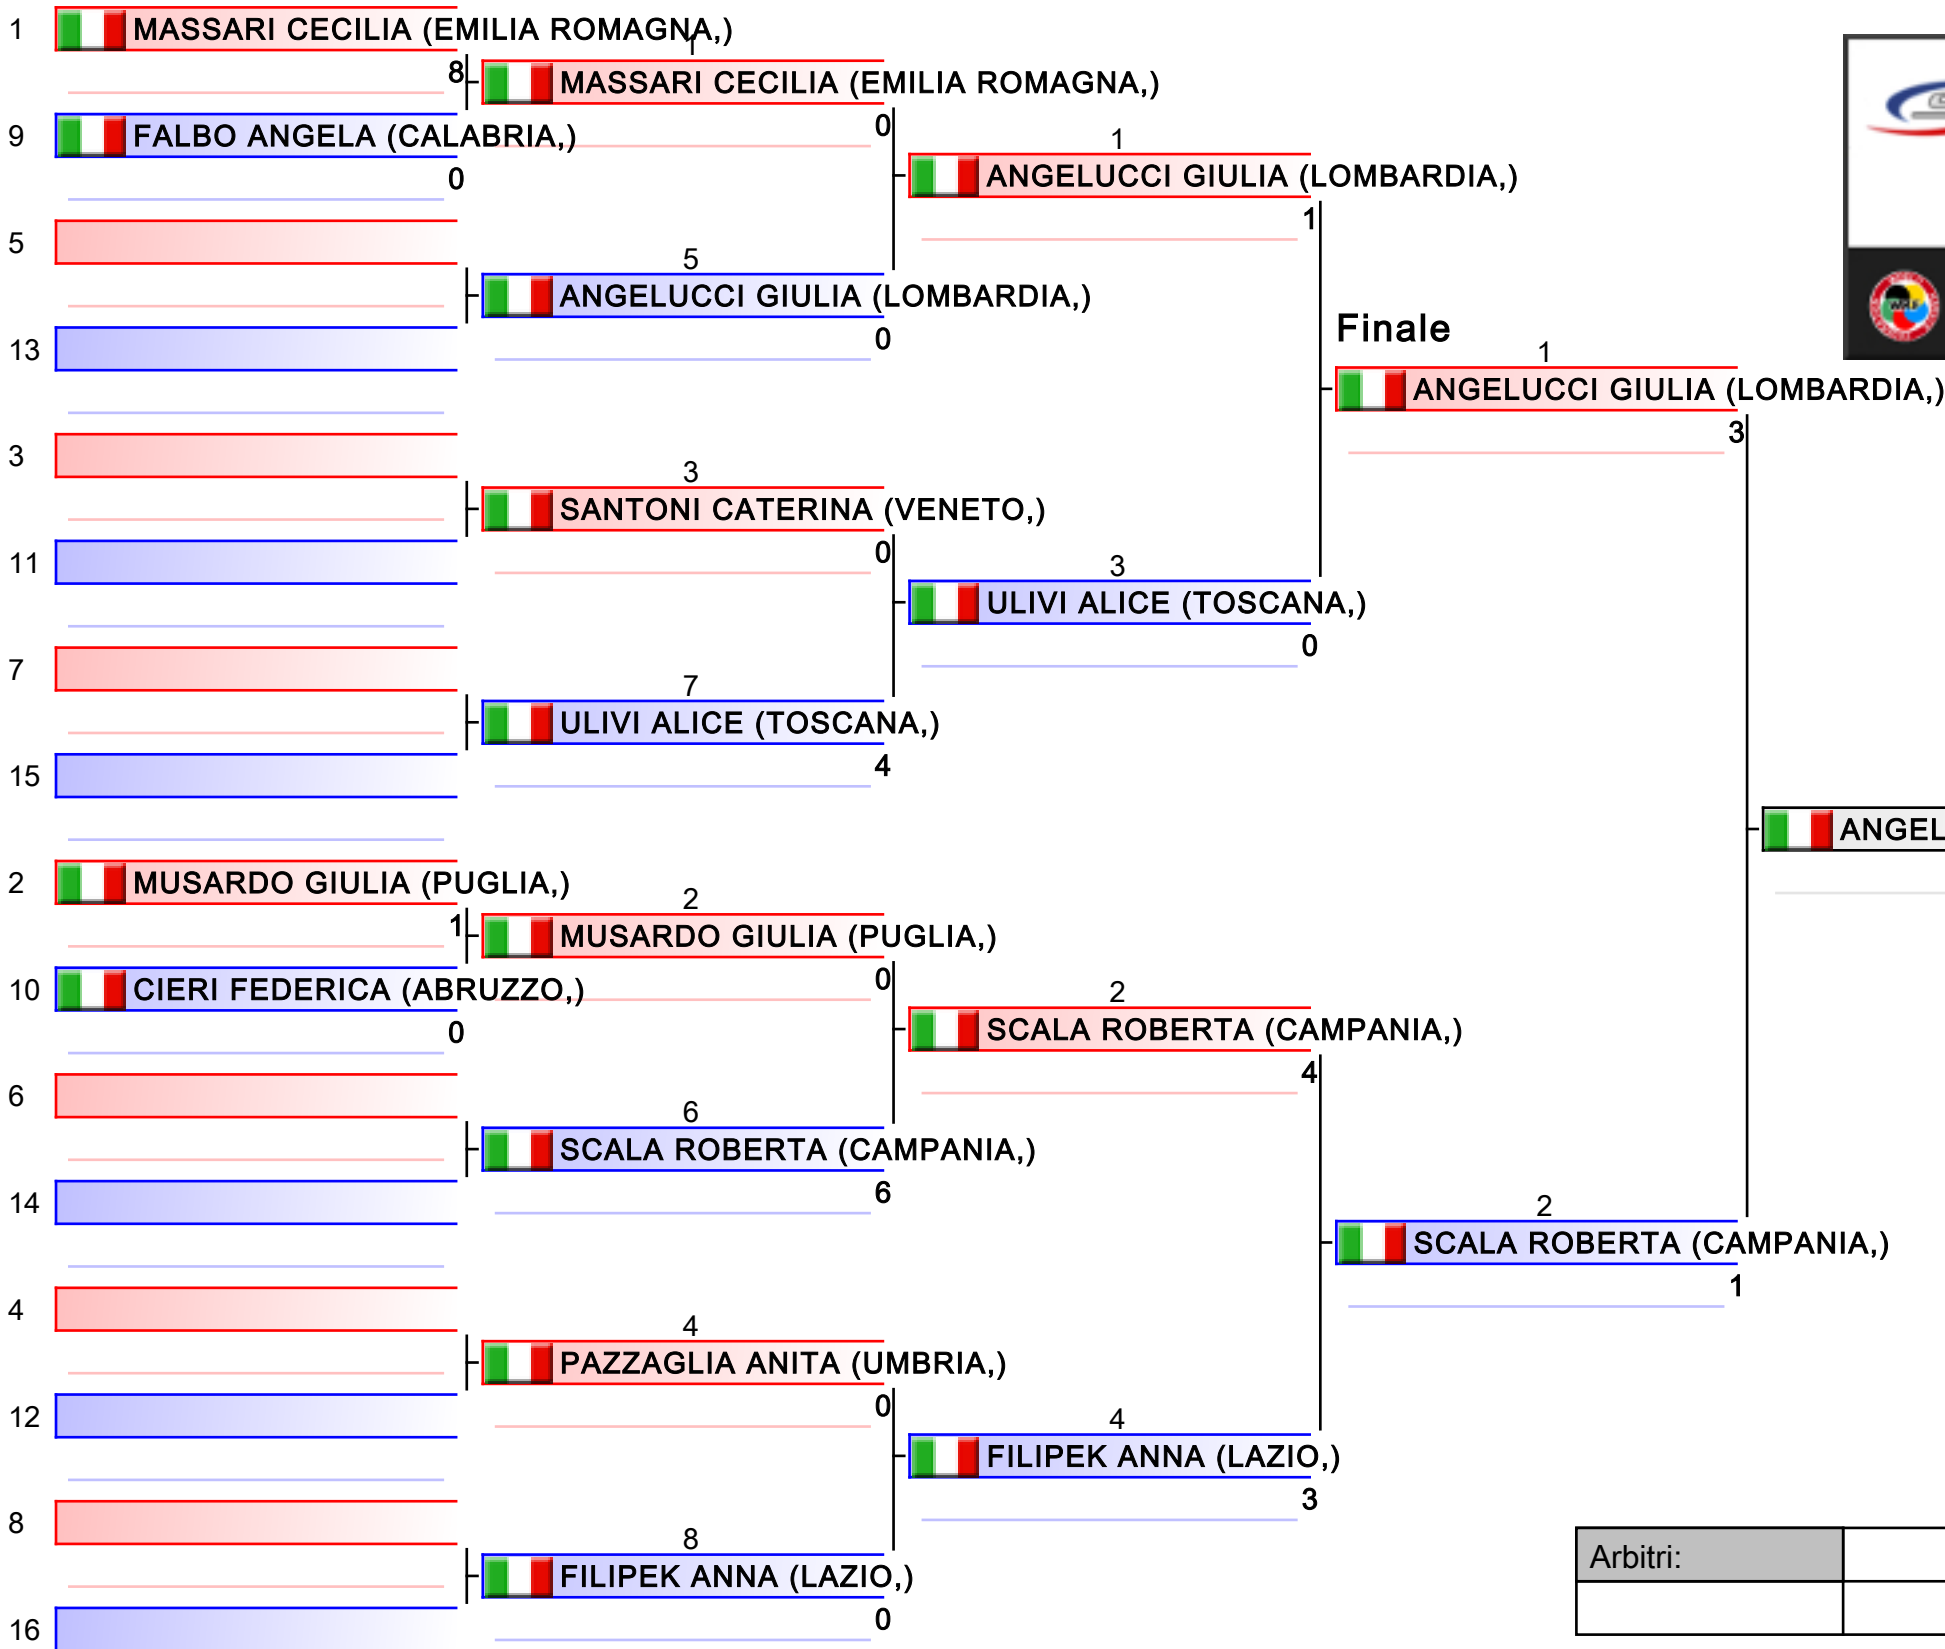 1 MASSARI CECILIA (EMILIA ROMAGNA,)
8
1
MASSARI CECILIA (EMILIA ROMAGNA,)
0
9 FALBO ANGELA (CALABRIA,)
0
1
ANGELUCCI GIULIA (LOMBARDIA,)
1
5
5
ANGELUCCI GIULIA (LOMBARDIA,)
0
13
Finale
1
ANGELUCCI GIULIA (LOMBARDIA,)
3
3
3
SANTONI CATERINA (VENETO,)
0
11
3
ULIVI ALICE (TOSCANA,)
0
7
7
ULIVI ALICE (TOSCANA,)
4
15
ANGEL
2 MUSARDO GIULIA (PUGLIA,)
1
2
MUSARDO GIULIA (PUGLIA,)
0
10 CIERI FEDERICA (ABRUZZO,)
0
2
SCALA ROBERTA (CAMPANIA,)
4
6
6
SCALA ROBERTA (CAMPANIA,)
6
14
2
SCALA ROBERTA (CAMPANIA,)
1
4
4
PAZZAGLIA ANITA (UMBRIA,)
0
12
4
FILIPEK ANNA (LAZIO,)
3
8
8
FILIPEK ANNA (LAZIO,)
0
16
Arbitri: